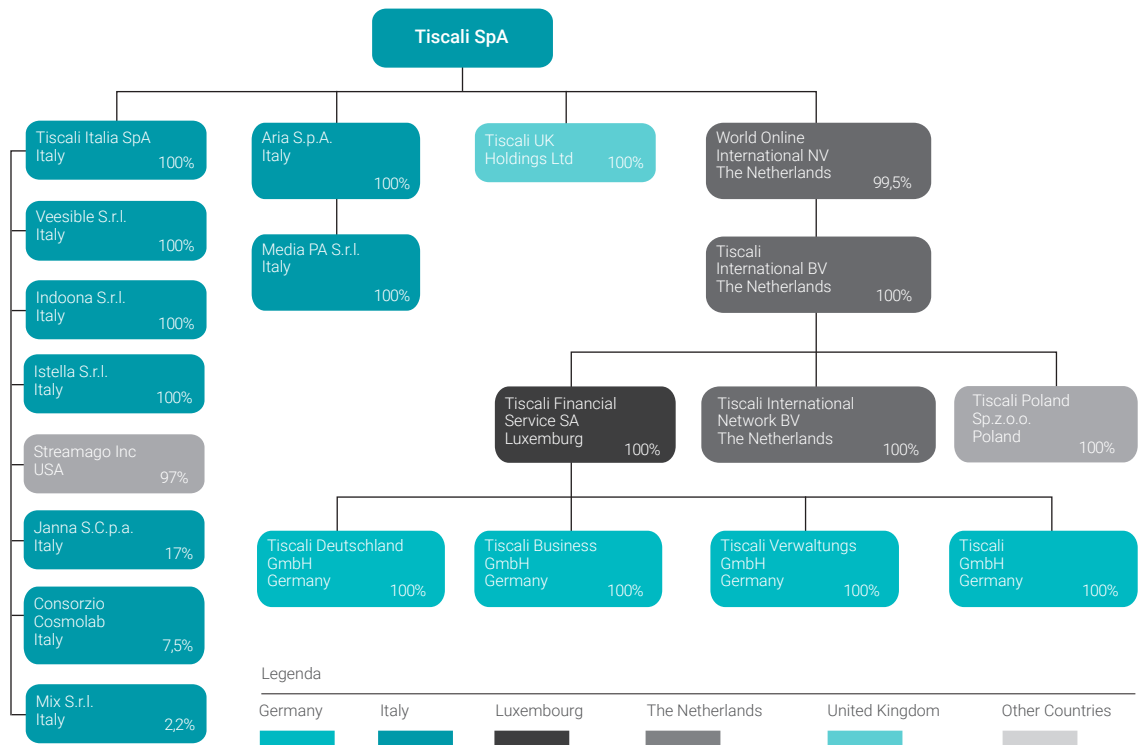 Tiscali SpA
Tiscali Italia SpA
Italy
100%
Aria S.p.A.
Italy
100%
Tiscali UK
Holdings Ltd 100%
World Online
International NV
The Netherlands
99,5%
Veesible S.r.l.
Italy
100%
Media PA S.r.l.
Italy
100%
Tiscali
International BV
The Netherlands
100%
Indoona S.r.l.
Italy
100%
Istella S.r.l.
Italy
100%
Tiscali Financial
Service SA
Luxemburg
100%
Tiscali International
Network BV
The Netherlands
100%
Tiscali Poland
Sp.z.o.o.
Poland
100%
Streamago Inc
USA
97%
Janna S.C.p.a.
Italy
17%
Tiscali Deutschland
GmbH
Germany
100%
Tiscali Business
GmbH
Germany
100%
Tiscali Verwaltungs
GmbH
Germany
100%
Tiscali
GmbH
Germany
100%
Consorzio
Cosmolab
Italy
7,5%
Mix S.r.l.
Italy
2,2%
Legenda
Germany Italy Luxembourg The Netherlands United Kingdom Other Countries